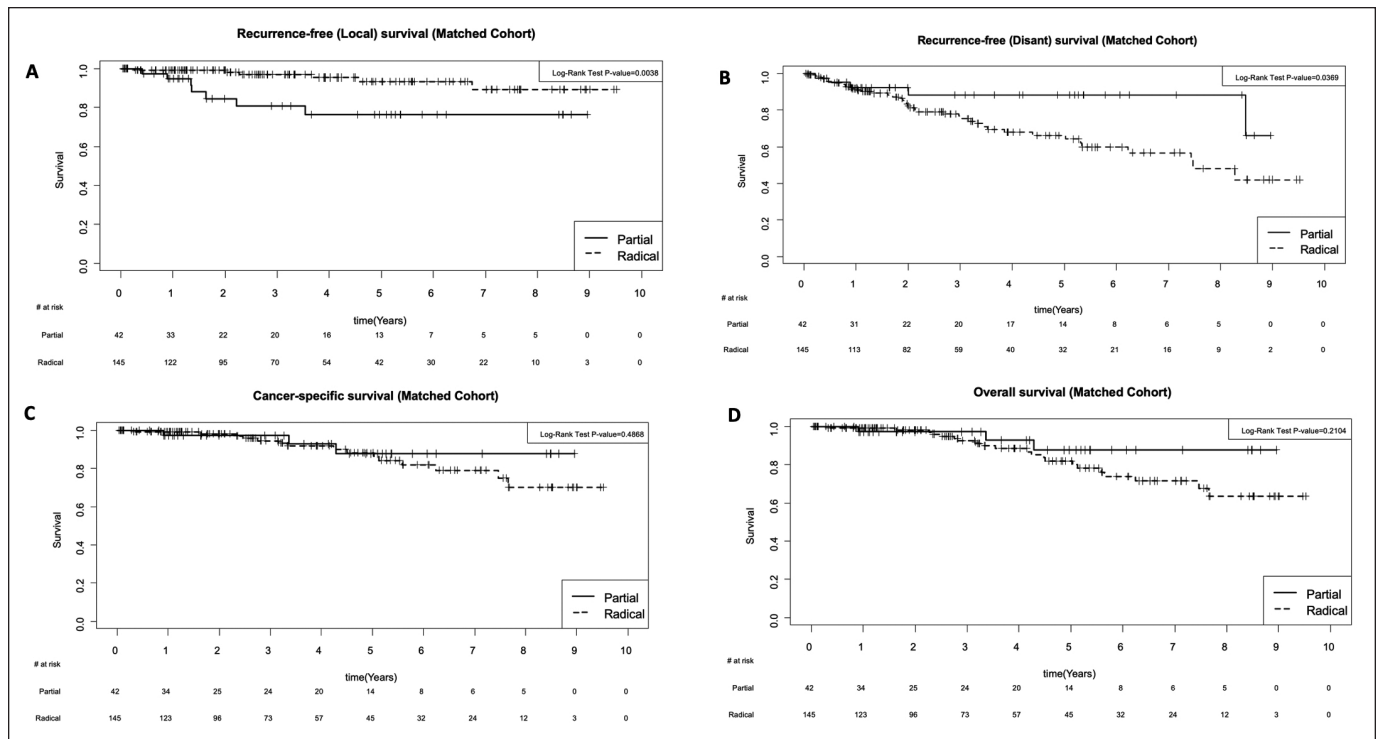 A
Recurrence-free (Local) survival (Matched Cohort)
Log-Rank Test P-value=0.0038
Survival
1.0
0.8
0.6
0.4
0.2
0.0
Partial
Radical
0 1 2 3 4 5 6 7 8 9 10
# at risk
time(Years)
Partial 42 33 22 20 16 13 7 5 5 0 0
Radical 145 122 95 70 54 42 30 22 10 3 0
B
Recurrence-free (Disant) survival (Matched Cohort)
Log-Rank Test P-value=0.0369
Survival
1.0
0.8
0.6
0.4
0.2
0.0
Partial
Radical
0 1 2 3 4 5 6 7 8 9 10
# at risk
time(Years)
Partial 42 31 22 20 17 14 8 6 5 0 0
Radical 145 113 82 59 40 32 21 16 9 2 0
C
Cancer-specific survival (Matched Cohort)
Log-Rank Test P-value=0.4868
Survival
1.0
0.8
0.6
0.4
0.2
0.0
Partial
Radical
0 1 2 3 4 5 6 7 8 9 10
# at risk
time(Years)
Partial 42 34 25 24 20 14 8 6 5 0 0
Radical 145 123 96 73 57 45 32 24 12 3 0
D
Overall survival (Matched Cohort)
Log-Rank Test P-value=0.2104
Survival
1.0
0.8
0.6
0.4
0.2
0.0
Partial
Radical
0 1 2 3 4 5 6 7 8 9 10
# at risk
time(Years)
Partial 42 34 25 24 20 14 8 6 5 0 0
Radical 145 123 96 73 57 45 32 24 12 3 0